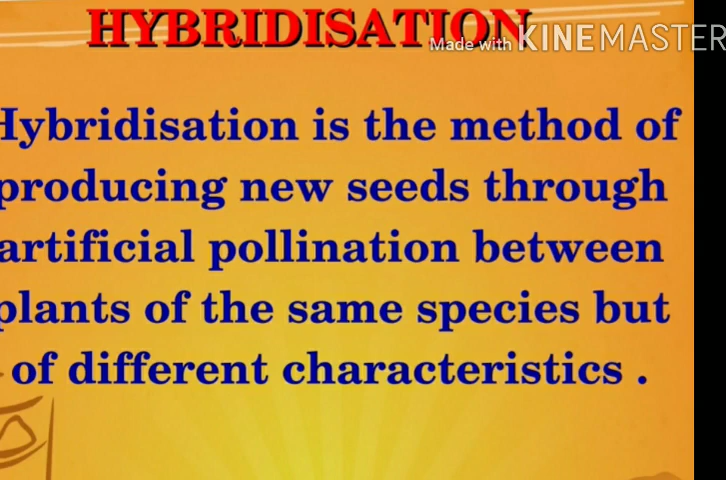 HYBRIDISATION
Made with KINEMASTER
Hybridisation is the method of
producing new seeds through
artificial pollination between
plants of the same species but
of different characteristics .